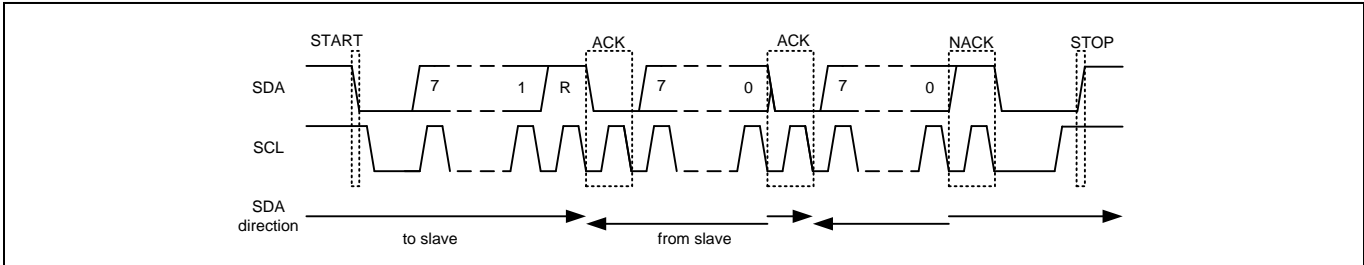 START ACK ACK NACK STOP
SDA 7 1 R 7 0 7 0
SCL
SDA
direction
to slave from slave